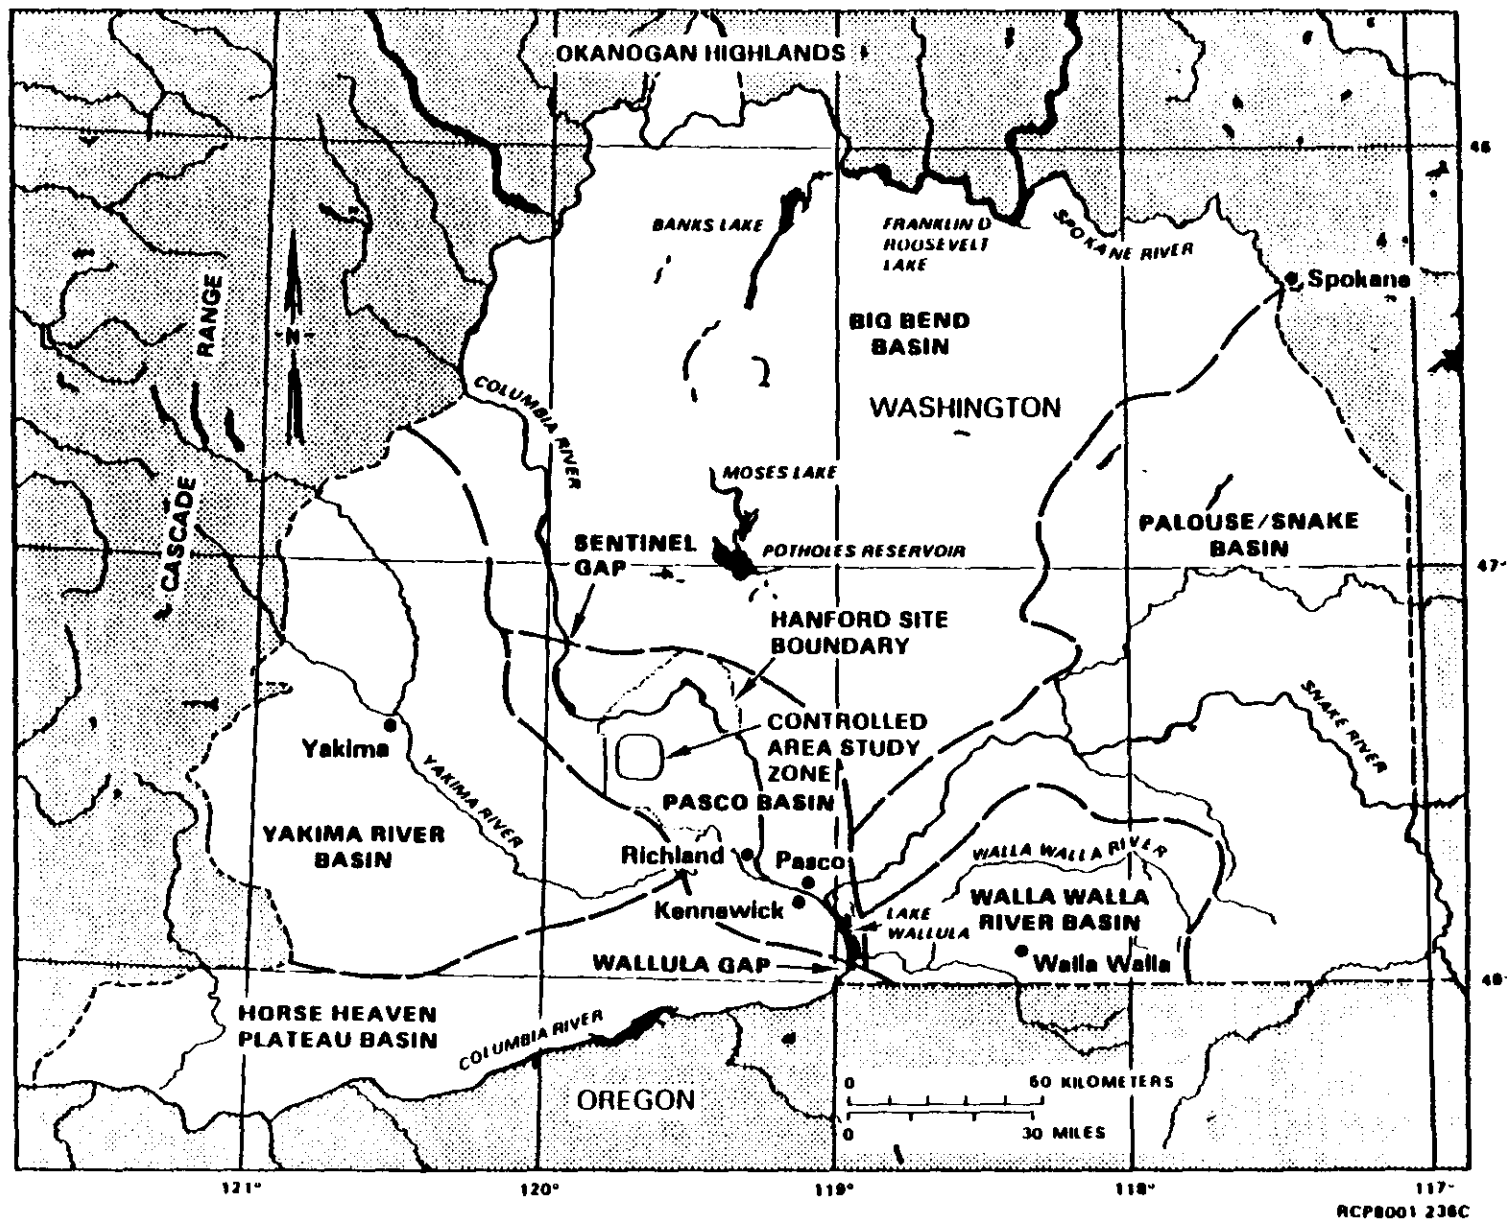 OKANOGAN HIGHLANDS
BANKS LAKE
FRANKLIN D
ROOSEVELT
LAKE
SPOKANE RIVER
Spokane
RANGE
N
BIG BEND
BASIN
COLUMBIA RIVER
WASHINGTON
MOSES LAKE
CASCADE
SENTINEL
GAP
POTHOLES RESERVOIR
PALOUSE/SNAKE
BASIN
47°
HANFORD SITE
BOUNDARY
SNAKE RIVER
Yakima
CONTROLLED
AREA STUDY
ZONE
YAKIMA RIVER
PASCO BASIN
YAKIMA RIVER
BASIN
Richland
Pasco
WALLA WALLA RIVER
Kennewick
LAKE
WALLULA
WALLA WALLA
RIVER BASIN
WALLULA GAP
Walla Walla
HORSE HEAVEN
PLATEAU BASIN
COLUMBIA RIVER
OREGON
0
50 KILOMETERS
0
30 MILES
121°
120°
119°
118°
117°
RCP8001 236C